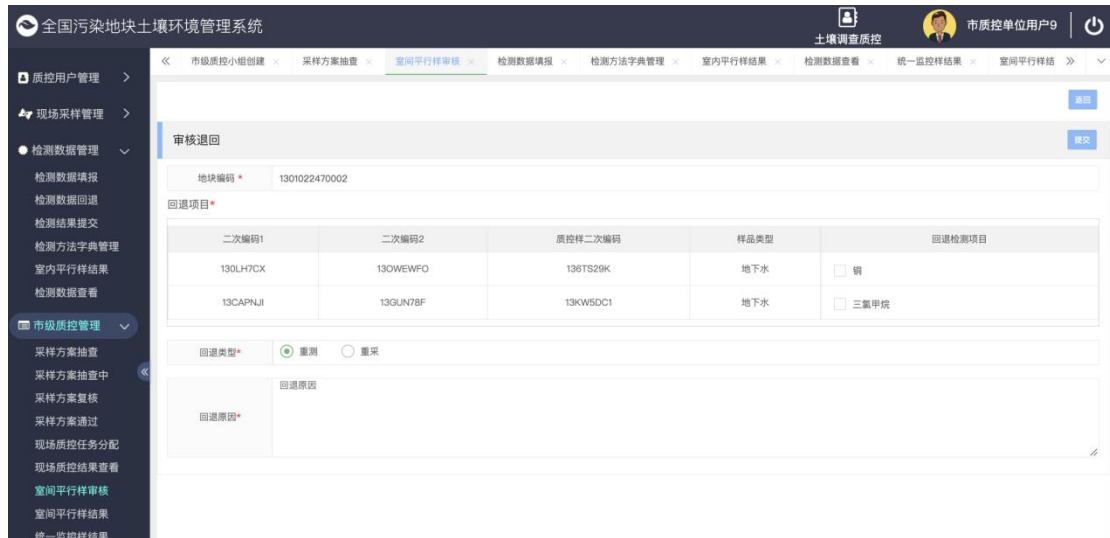 全国污染地块土壤环境管理系统
土壤调查质控
市质控单位用户9
质控用户管理
现场采样管理
检测数据管理
检测数据填报
检测数据回退
检测结果提交
检测方法字典管理
室内平行样结果
检测数据查看
市级质控管理
采样方案抽查
采样方案抽查中
采样方案复核
采样方案通过
现场质控任务分配
现场质控结果查看
室间平行样审核
室间平行样结果
统一监控样结果
市级质控小组创建 采样方案抽查 室间平行样审核 检测数据填报 检测方法字典管理 室内平行样结果 检测数据查看 统一监控样结果 室间平行样结
返回
审核退回 提交
地块编码 * 1301022470002
回退项目*
二次编码1 二次编码2 质控样二次编码 样品类型 回退检测项目
130LH7CX 13OWEWFO 136TS29K 地下水 铜
13CAPNJI 13GUN78F 13KW5DC1 地下水 三氯甲烷
回退类型* 重测 重采
回退原因* 回退原因